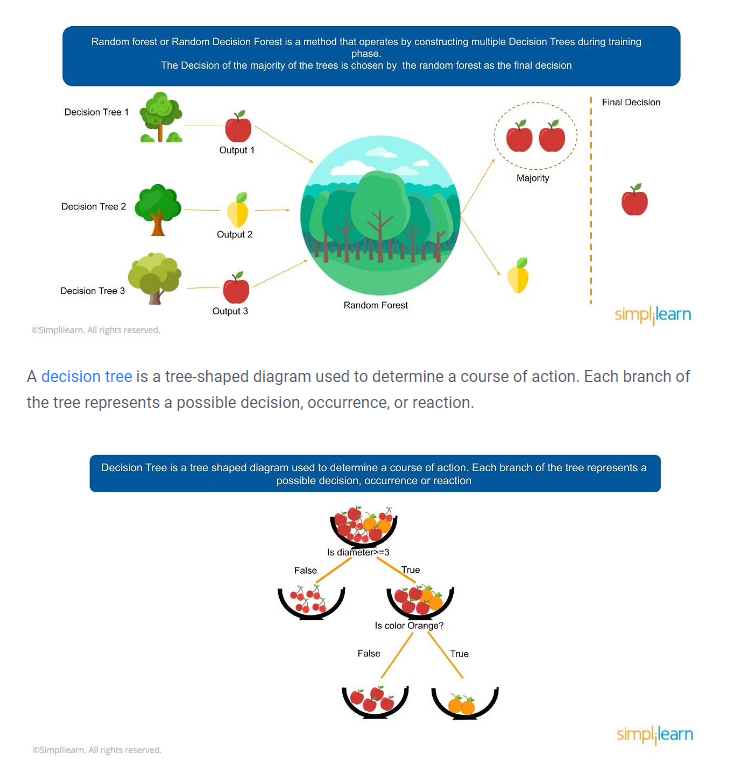 Random forest or Random Decision Forest is a method that operates by constructing multiple Decision Trees during training
phase.
The Decision of the majority of the trees is chosen by the random forest as the final decision
Decision Tree 1
Output 1
Decision Tree 2
Output 2
Decision Tree 3
Output 3
Random Forest
Majority
Final Decision
simplilearn
©Simplilearn. All rights reserved.
A decision tree is a tree-shaped diagram used to determine a course of action. Each branch of
the tree represents a possible decision, occurrence, or reaction.
Decision Tree is a tree shaped diagram used to determine a course of action. Each branch of the tree represents a
possible decision, occurrence or reaction
Is diameter>=3
False
True
Is color Orange?
False
True
simplilearn
©Simplilearn. All rights reserved.